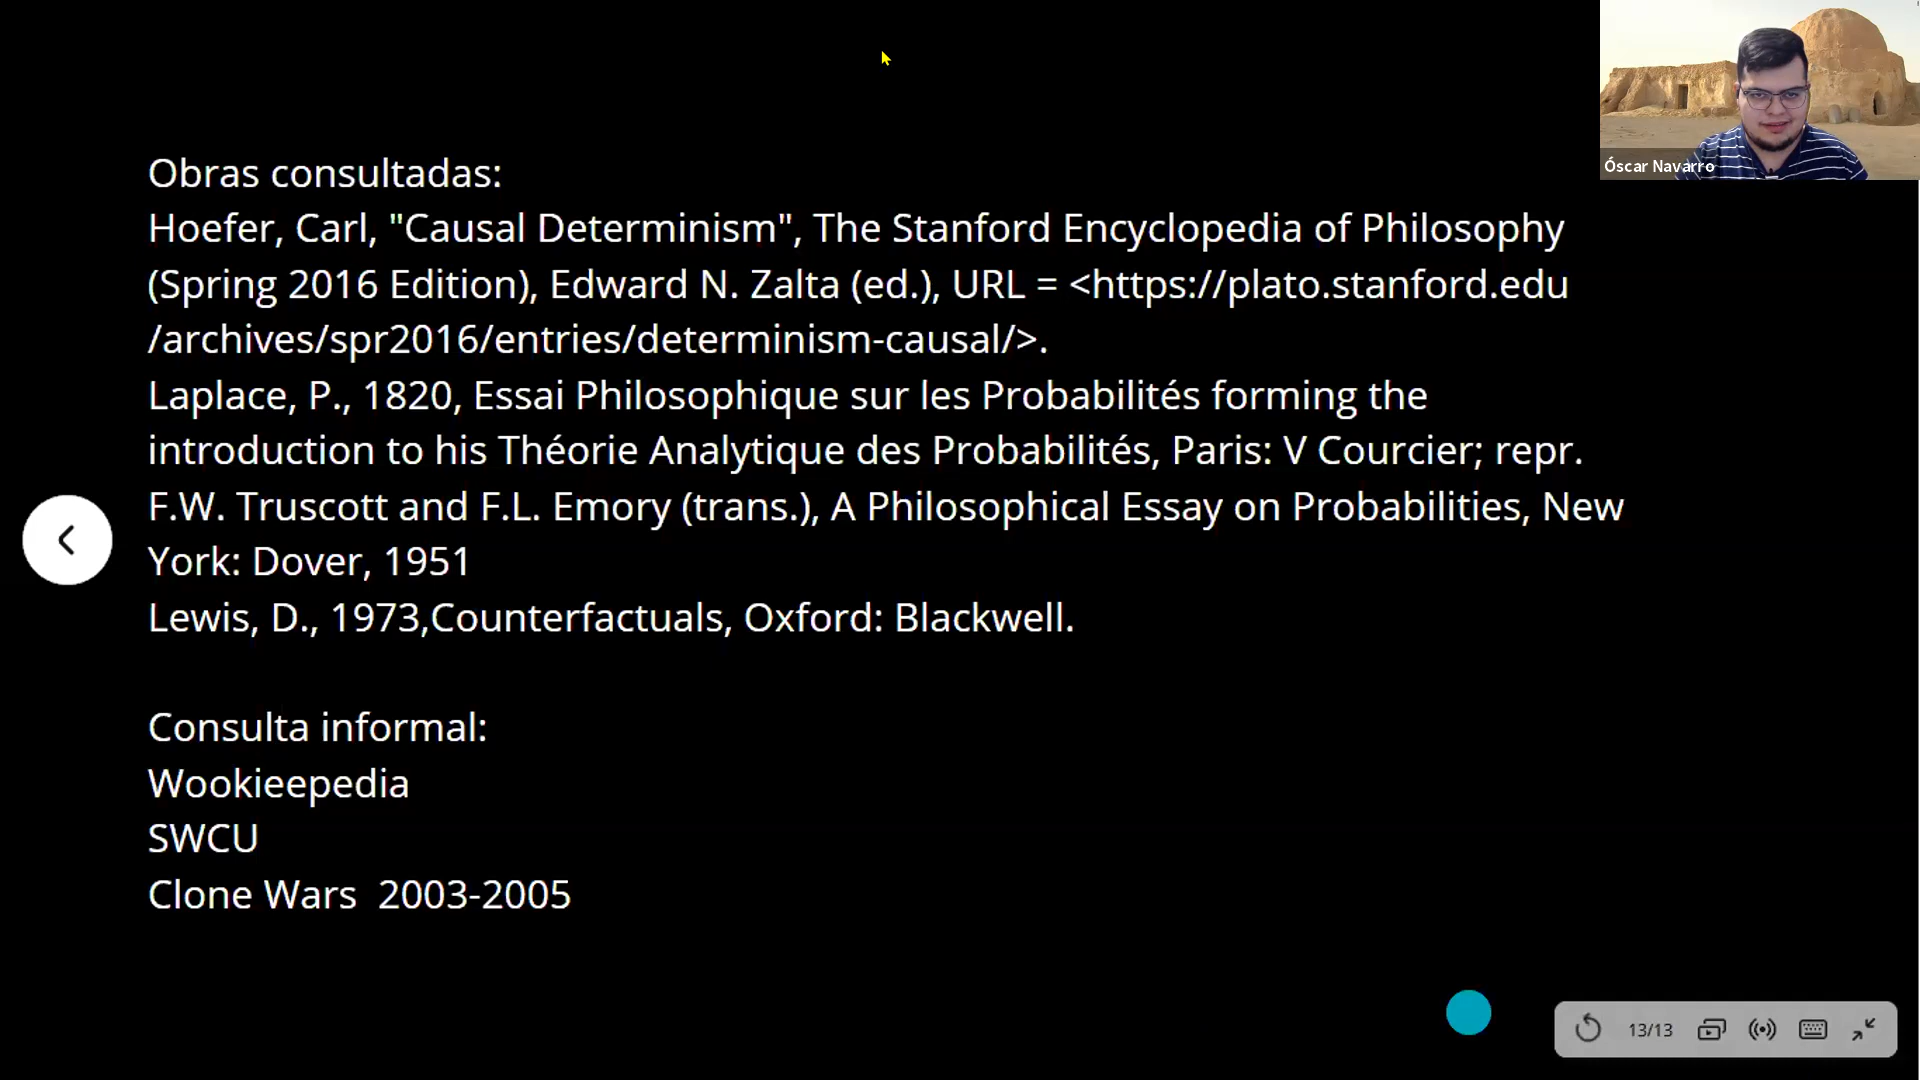 Óscar Navarro
Obras consultadas:
Hoefer, Carl, "Causal Determinism", The Stanford Encyclopedia of Philosophy
(Spring 2016 Edition), Edward N. Zalta (ed.), URL = <https://plato.stanford.edu
/archives/spr2016/entries/determinism-causal/>.
Laplace, P., 1820, Essai Philosophique sur les Probabilités forming the
introduction to his Théorie Analytique des Probabilités, Paris: V Courcier; repr.
F.W. Truscott and F.L. Emory (trans.), A Philosophical Essay on Probabilities, New
York: Dover, 1951
Lewis, D., 1973,Counterfactuals, Oxford: Blackwell.
Consulta informal:
Wookieepedia
SWCU
Clone Wars  2003-2005
13/13